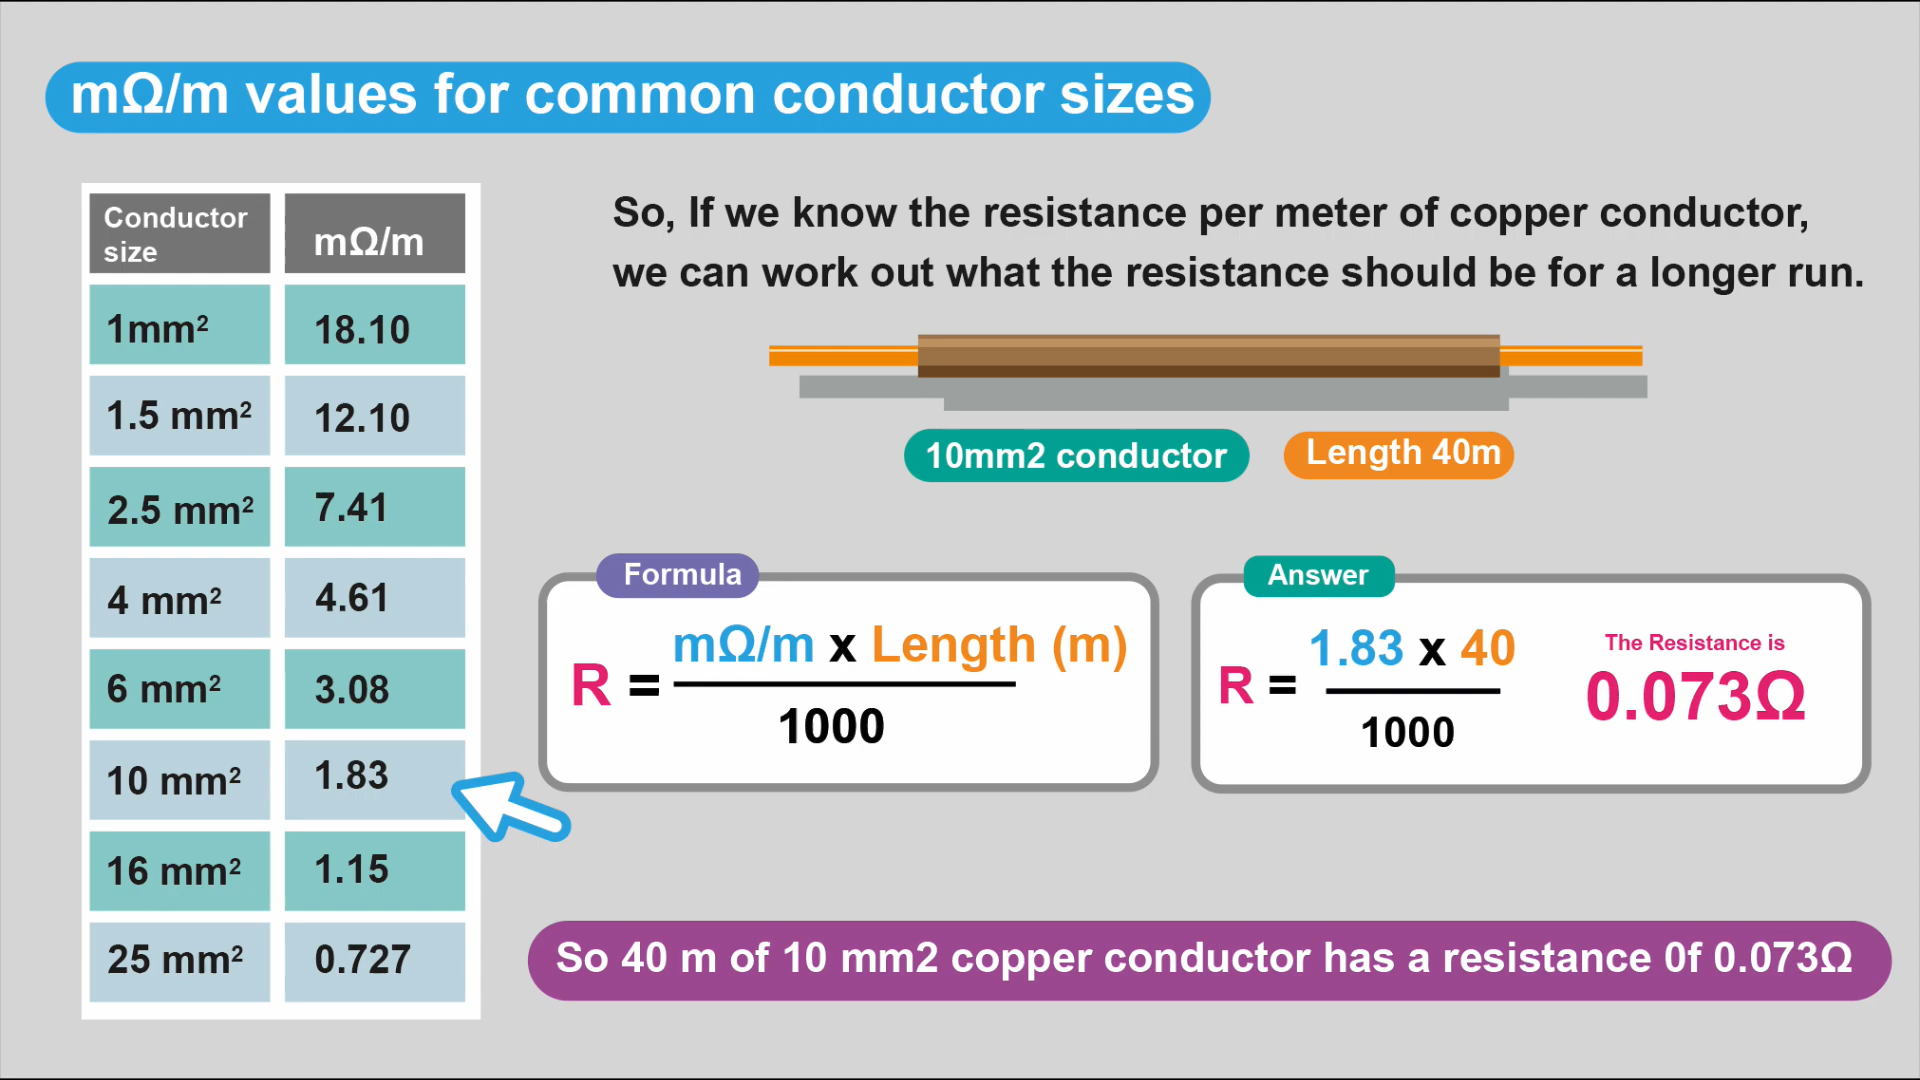 mΩ/m values for common conductor sizes
Conductor size mΩ/m
1mm² 18.10
1.5 mm² 12.10
2.5 mm² 7.41
4 mm² 4.61
6 mm² 3.08
10 mm² 1.83
16 mm² 1.15
25 mm² 0.727
So, If we know the resistance per meter of copper conductor,
we can work out what the resistance should be for a longer run.
10mm2 conductor Length 40m
Formula
R = mΩ/m x Length (m)
1000
Answer
R = 1.83 x 40
1000
The Resistance is
0.073Ω
So 40 m of 10 mm2 copper conductor has a resistance 0f 0.073Ω